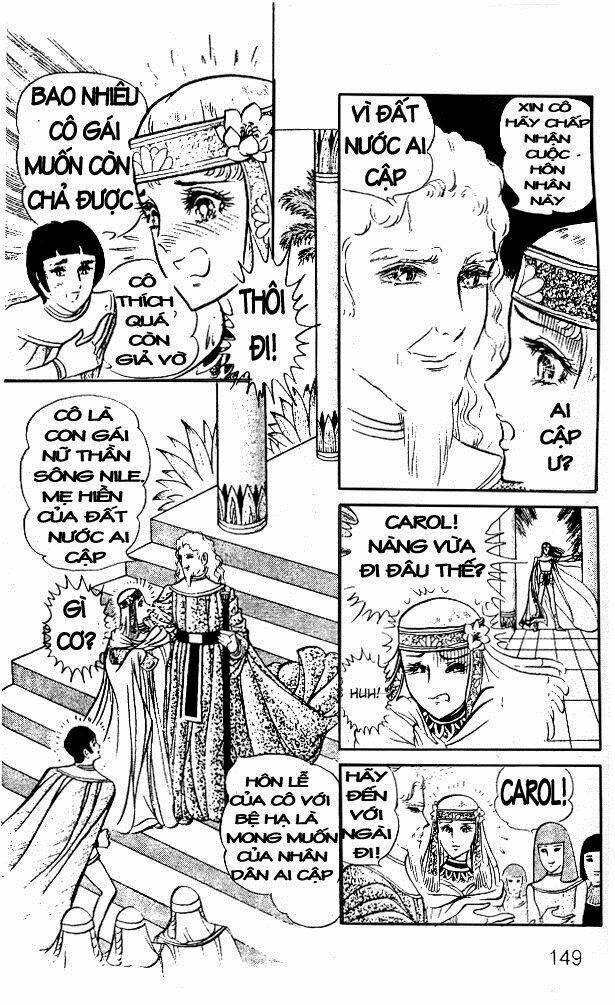 BAO NHIÊU
CÔ GÁI
MUỐN CÒN
CHẢ ĐƯỢC
CÔ
THÍCH
QUÁ
CÒN
GIẢ VỜ
THÔI
ĐI!
CÔ LÀ
CON GÁI
NỮ THẦN
SÔNG NILE,
MẸ HIỀN
CỦA ĐẤT
NƯỚC AI
CẬP
GÌ
CƠ?
HÔN LỄ
CỦA CÔ VỚI
BỆ HẠ LÀ
MONG MUỐN
CỦA NHÂN
DÂN AI CẬP
VÌ ĐẤT
NƯỚC AI
CẬP
XIN CÔ
HÃY CHẤP
NHẬN
CUỘC
HÔN
NHÂN
NÀY
AI
CẬP
Ư?
CAROL!
NÀNG VỪA
ĐI ĐÂU THẾ?
HUH!
HÃY
ĐẾN
VỚI
NGÀI
ĐI!
CAROL!
149